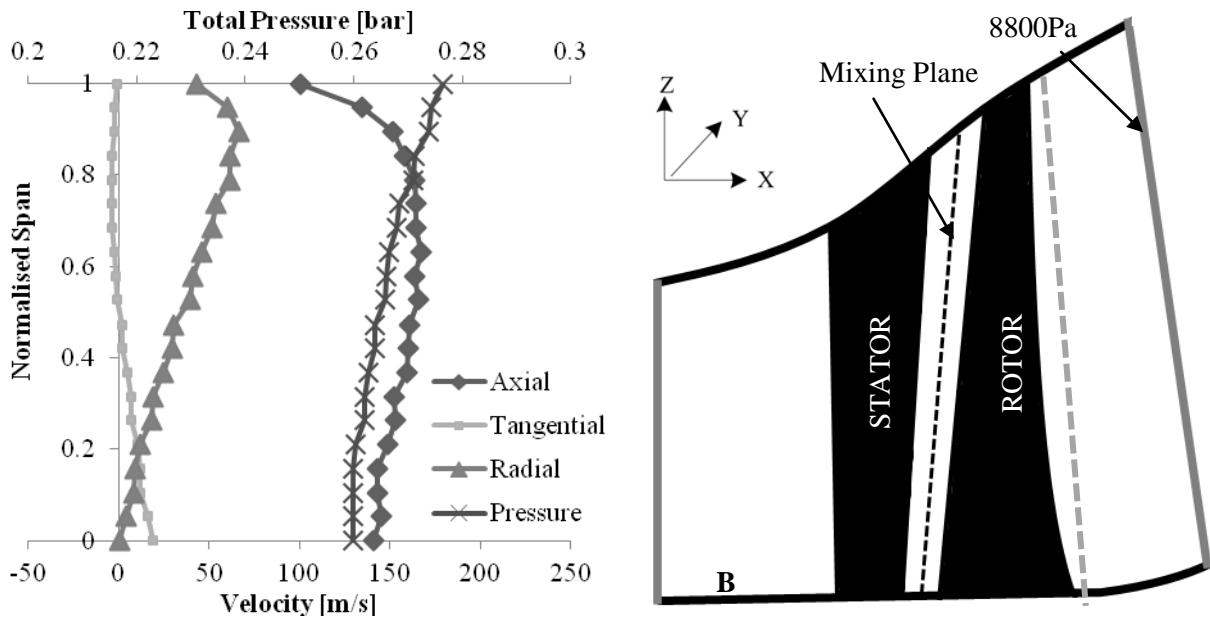 Total Pressure [bar]
0.2 0.22 0.24 0.26 0.28 0.3
1
0.8
0.6
0.4
0.2
0
Normalised Span
Axial
Tangential
Radial
Pressure
-50 0 50 100 150 200 250
Velocity [m/s]
8800Pa
Mixing Plane
Z
Y
X
STATOR
ROTOR
B